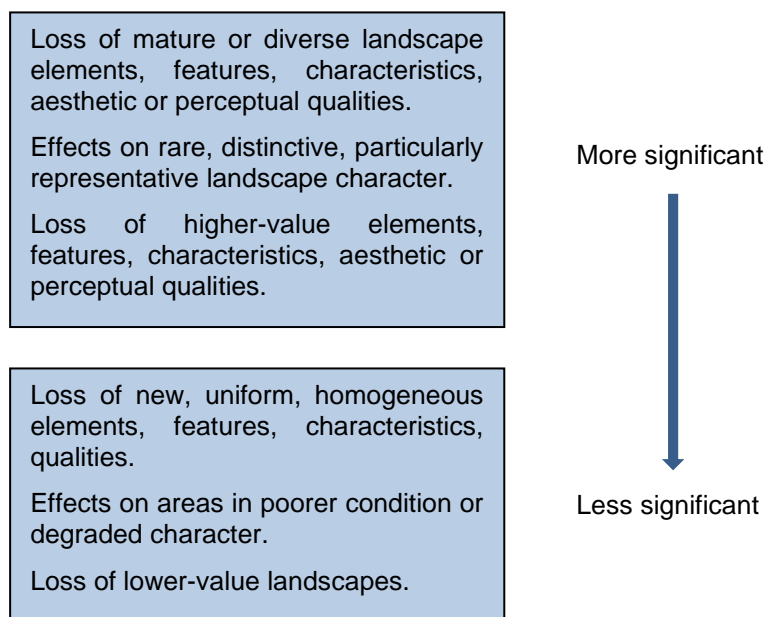 Loss of mature or diverse landscape
elements, features, characteristics,
aesthetic or perceptual qualities.
Effects on rare, distinctive, particularly
representative landscape character.
Loss of higher-value elements,
features, characteristics, aesthetic or
perceptual qualities.
More significant
Loss of new, uniform, homogeneous
elements, features, characteristics,
qualities.
Effects on areas in poorer condition or
degraded character.
Loss of lower-value landscapes.
Less significant